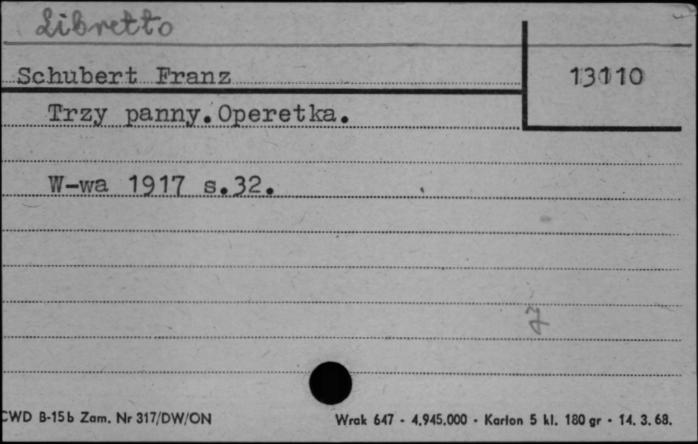 Libretto
Schubert Franz
13110
Trzy panny.Operetka.
W-wa 1917 s.32.
CWD B-15b Zam. Nr 317/DW/ON
Wrak 647 - 4.945.000 - Karton 5 kl. 180 gr - 14. 3. 68.